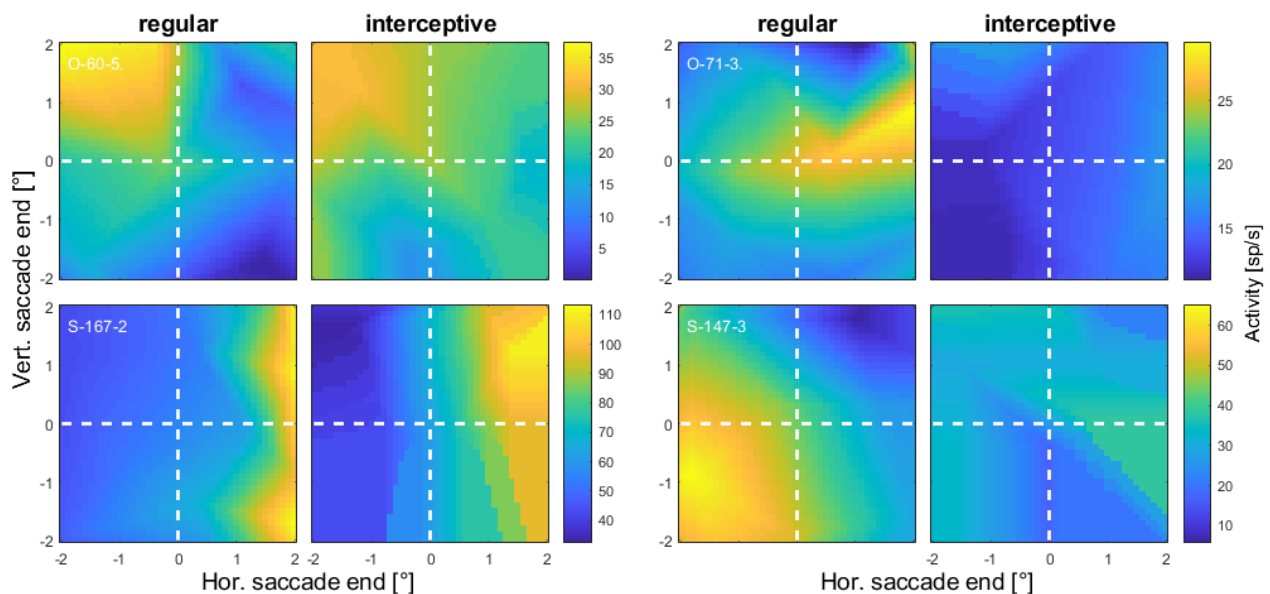 regular interceptive regular interceptive
2 O-60-5. 35 O-71-3.
1 30 25
25
0 20 20
15
-1 10 15
5
-2
-2 -1 0 1 2 -2 -1 0 1 2
Vert. saccade end [°]
Activity [sp/s]
2 S-167-2 110 S-147-3 60
100
1 90 50
80 40
0 70 30
60
-1 50 20
40 10
-2
-2 -1 0 1 2 -2 -1 0 1 2 -2 -1 0 1 2
Hor. saccade end [°] Hor. saccade end [°]